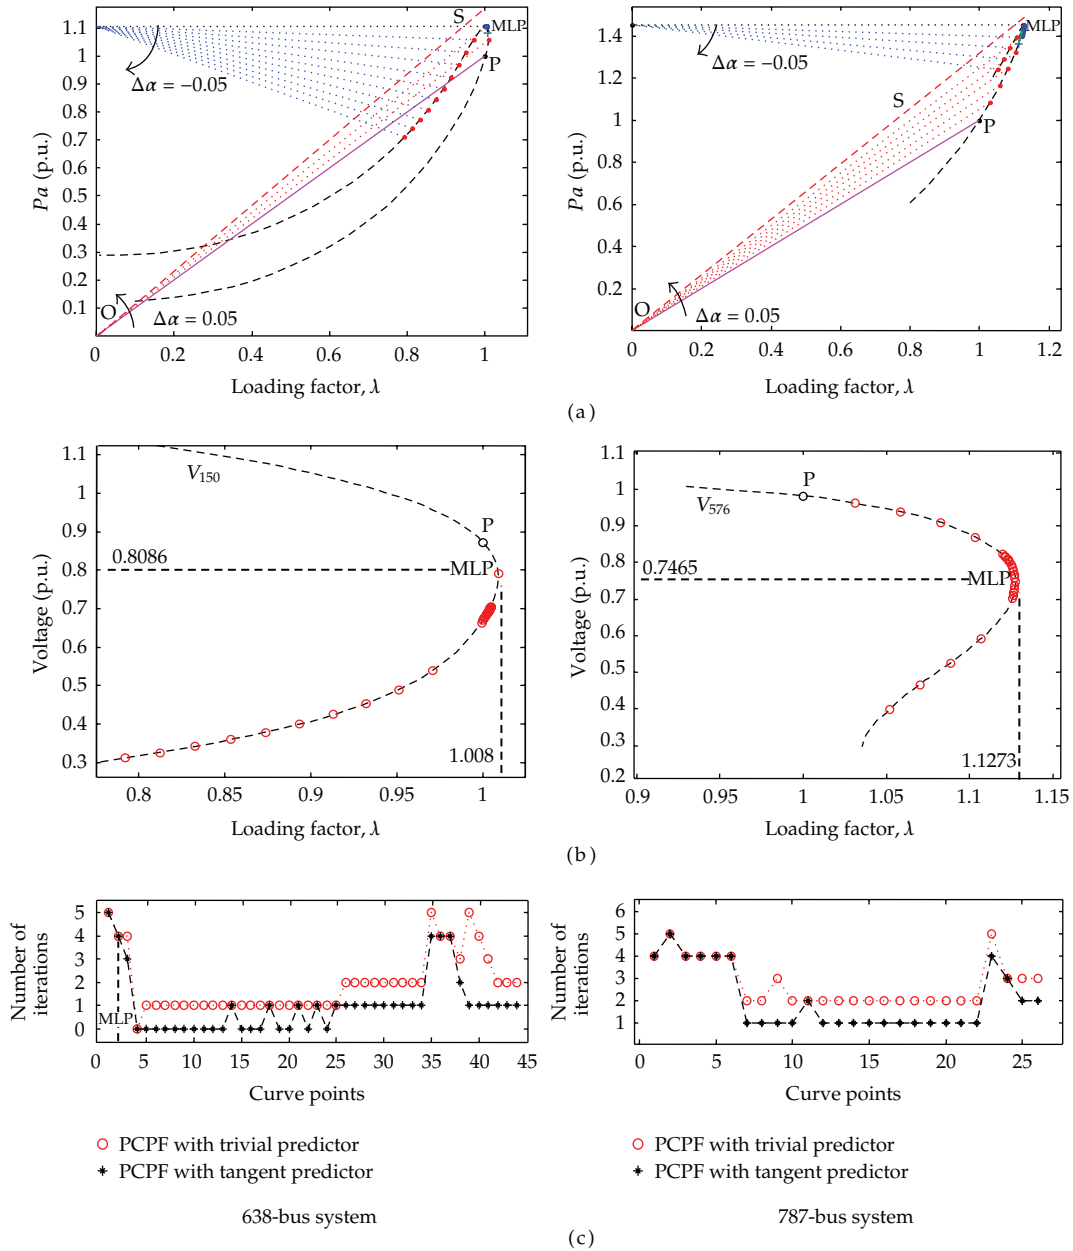 1.1
1
0.9
0.8
0.7
0.6
0.5
0.4
0.3
0.2
0.1
Pa (p.u.)
S
MLP
P
Δα = −0.05
O
Δα = 0.05
0 0.2 0.4 0.6 0.8 1
Loading factor, λ
1.4
1.2
1
0.8
0.6
0.4
0.2
0
Pa (p.u.)
MLP
Δα = −0.05
S
P
O
Δα = 0.05
0 0.2 0.4 0.6 0.8 1 1.2
Loading factor, λ
(a)
1.1
1
0.9
0.8
0.7
0.6
0.5
0.4
0.3
Voltage (p.u.)
V150
P
0.8086
MLP
1.008
0.8 0.85 0.9 0.95 1
Loading factor, λ
1.1
1
0.9
0.8
0.7
0.6
0.5
0.4
0.3
0.2
Voltage (p.u.)
P
V576
0.7465
MLP
1.1273
0.9 0.95 1 1.05 1.1 1.15
Loading factor, λ
(b)
5
4
3
2
1
0
Number of
iterations
MLP
0 5 10 15 20 25 30 35 40 45
Curve points
PCPF with trivial predictor
PCPF with tangent predictor
638-bus system
6
5
4
3
2
1
Number of
iterations
0 5 10 15 20 25
Curve points
PCPF with trivial predictor
PCPF with tangent predictor
787-bus system
(c)